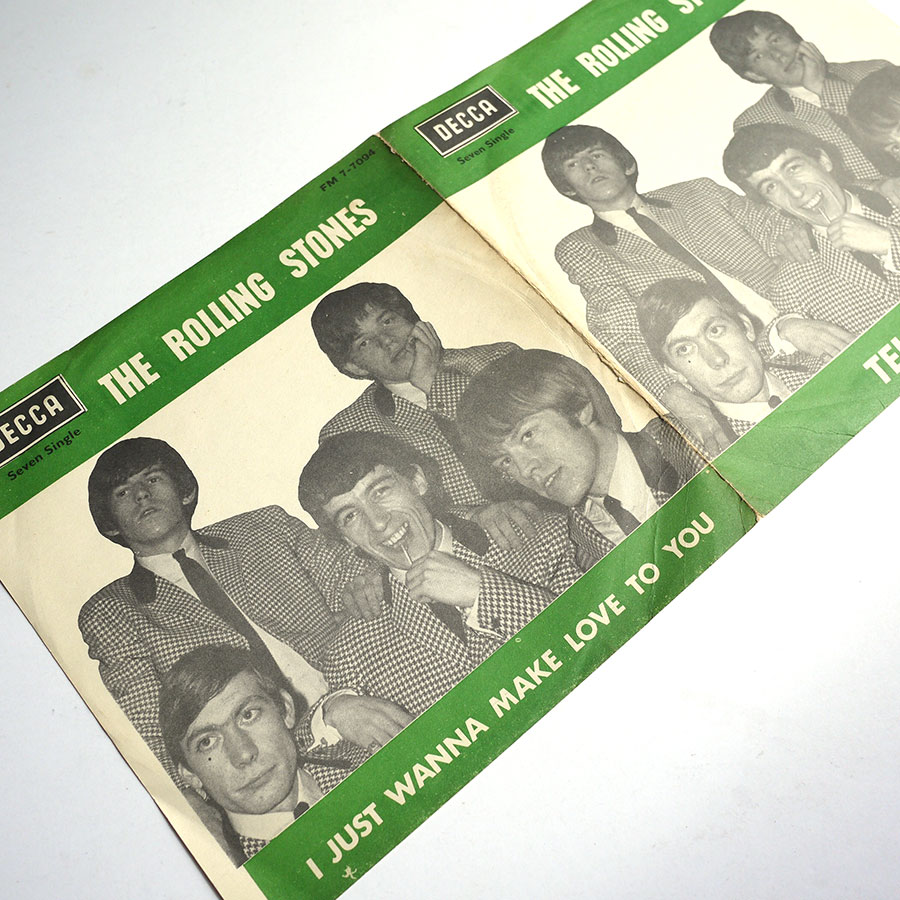 FM 7-7094
DECCA
Seven Single
THE ROLLING STONES
I JUST WANNA MAKE LOVE TO YOU
DECCA
Seven Single
THE ROLLING